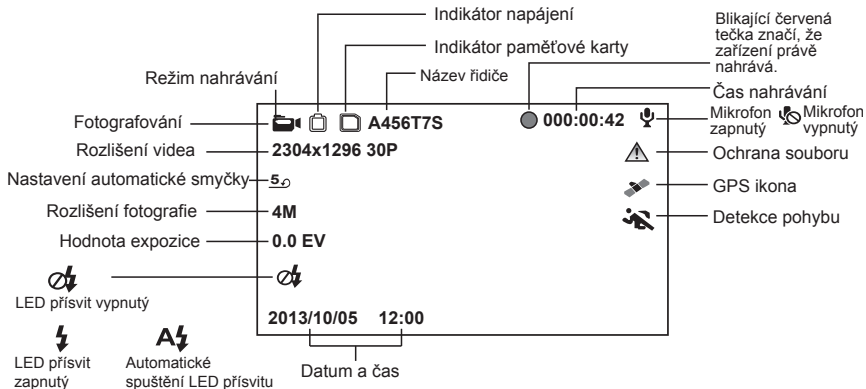 Indikátor napájení
Indikátor paměťové karty
Název řidiče
Režim nahrávání
Blikající červená
tečka značí, že
zařízení právě
nahrává.
Čas nahrávání
Fotografování
A456T7S
000:00:42
Mikrofon
zapnutý
Mikrofon
vypnutý
Rozlišení videa
2304x1296 30P
Ochrana souboru
Nastavení automatické smyčky
5
GPS ikona
Rozlišení fotografie
4M
Detekce pohybu
Hodnota expozice
0.0 EV
LED přísvit vypnutý
2013/10/05 12:00
A
LED přísvit
zapnutý
Automatické
spuštění LED přísvitu
Datum a čas